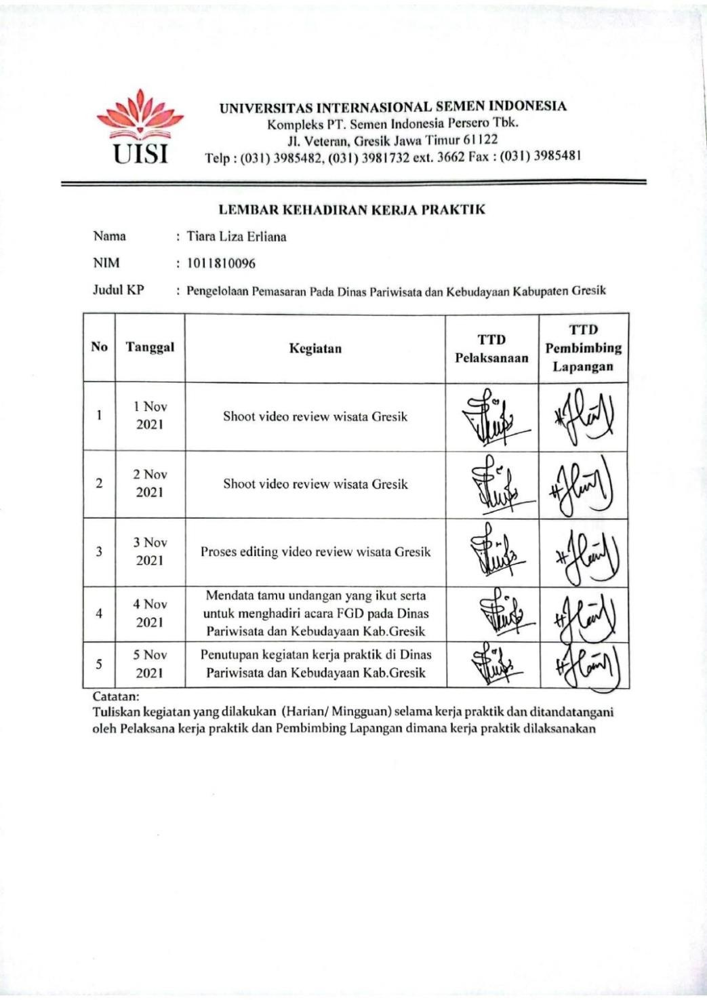 UISI
UNIVERSITAS INTERNASIONAL SEMEN INDONESIA
Kompleks PT. Semen Indonesia Persero Tbk.
Jl. Veteran, Gresik Jawa Timur 61122
Telp : (031) 3985482, (031) 3981732 ext. 3662 Fax : (031) 3985481
LEMBAR KEHADIRAN KERJA PRAKTIK
Nama : Tiara Liza Erliana
NIM : 1011810096
Judul KP : Pengelolaan Pemasaran Pada Dinas Pariwisata dan Kebudayaan Kabupaten Gresik
No Tanggal Kegiatan TTD Pelaksanaan TTD Pembimbing Lapangan
1 1 Nov 2021 Shoot video review wisata Gresik
2 2 Nov 2021 Shoot video review wisata Gresik
3 3 Nov 2021 Proses editing video review wisata Gresik
4 4 Nov 2021 Mendata tamu undangan yang ikut serta
untuk menghadiri acara FGD pada Dinas
Pariwisata dan Kebudayaan Kab.Gresik
5 5 Nov 2021 Penutupan kegiatan kerja praktik di Dinas
Pariwisata dan Kebudayaan Kab.Gresik
Catatan:
Tuliskan kegiatan yang dilakukan (Harian/ Mingguan) selama kerja praktik dan ditandatangani
oleh Pelaksana kerja praktik dan Pembimbing Lapangan dimana kerja praktik dilaksanakan